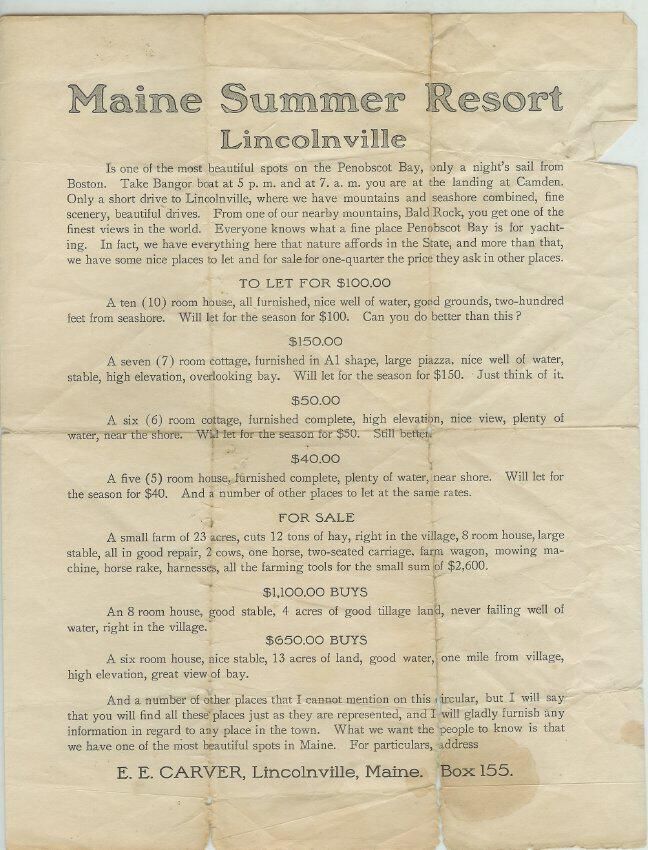 Maine Summer Resort
Lincolnville
Is one of the most beautiful spots on the Penobscot Bay, only a night's sail from
Boston. Take Bangor boat at 5 p. m. and at 7. a. m. you are at the landing at Camden.
Only a short drive to Lincolnville, where we have mountains and seashore combined, fine
scenery, beautiful drives. From one of our nearby mountains, Bald Rock, you get one of the
finest views in the world. Everyone knows what a fine place Penobscot Bay is for yacht-
ing. In fact, we have everything here that nature affords in the State, and more than that,
we have some nice places to let and for sale for one-quarter the price they ask in other places.
TO LET FOR $100.00
A ten (10) room house, all furnished, nice well of water, good grounds, two-hundred
feet from seashore. Will let for the season for $100. Can you do better than this?
$150.00
A seven (7) room cottage, furnished in A1 shape, large piazza, nice well of water,
stable, high elevation, overlooking bay. Will let for the season for $150. Just think of it.
$50.00
A six (6) room cottage, furnished complete, high elevation, nice view, plenty of
water, near the shore. Will let for the season for $50. Still better.
$40.00
A five (5) room house, furnished complete, plenty of water, near shore. Will let for
the season for $40. And a number of other places to let at the same rates.
FOR SALE
A small farm of 23 acres, cuts 12 tons of hay, right in the village, 8 room house, large
stable, all in good repair, 2 cows, one horse, two-seated carriage, farm wagon, mowing ma-
chine, horse rake, harnesses, all the farming tools for the small sum of $2,600.
$1,100.00 BUYS
An 8 room house, good stable, 4 acres of good tillage land, never failing well of
water, right in the village.
$650.00 BUYS
A six room house, nice stable, 13 acres of land, good water, one mile from village,
high elevation, great view of bay.
And a number of other places that I cannot mention on this circular, but I will say
that you will find all these places just as they are represented, and I will gladly furnish any
information in regard to any place in the town. What we want the people to know is that
we have one of the most beautiful spots in Maine. For particulars, address
E. E. CARVER, Lincolnville, Maine. Box 155.